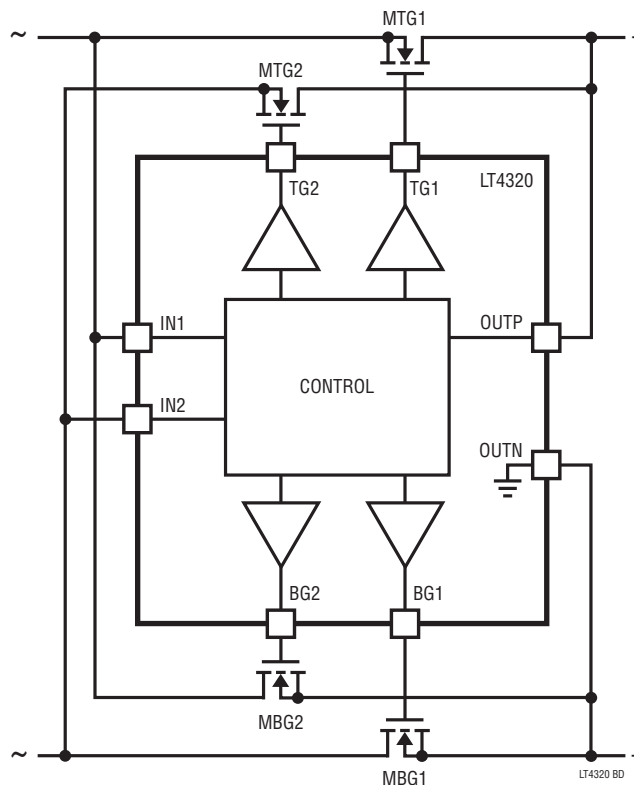 ~
MTG1
MTG2
TG2
TG1
LT4320
IN1
OUTP
CONTROL
IN2
OUTN
BG2
BG1
MBG2
~
MBG1
LT4320 BD